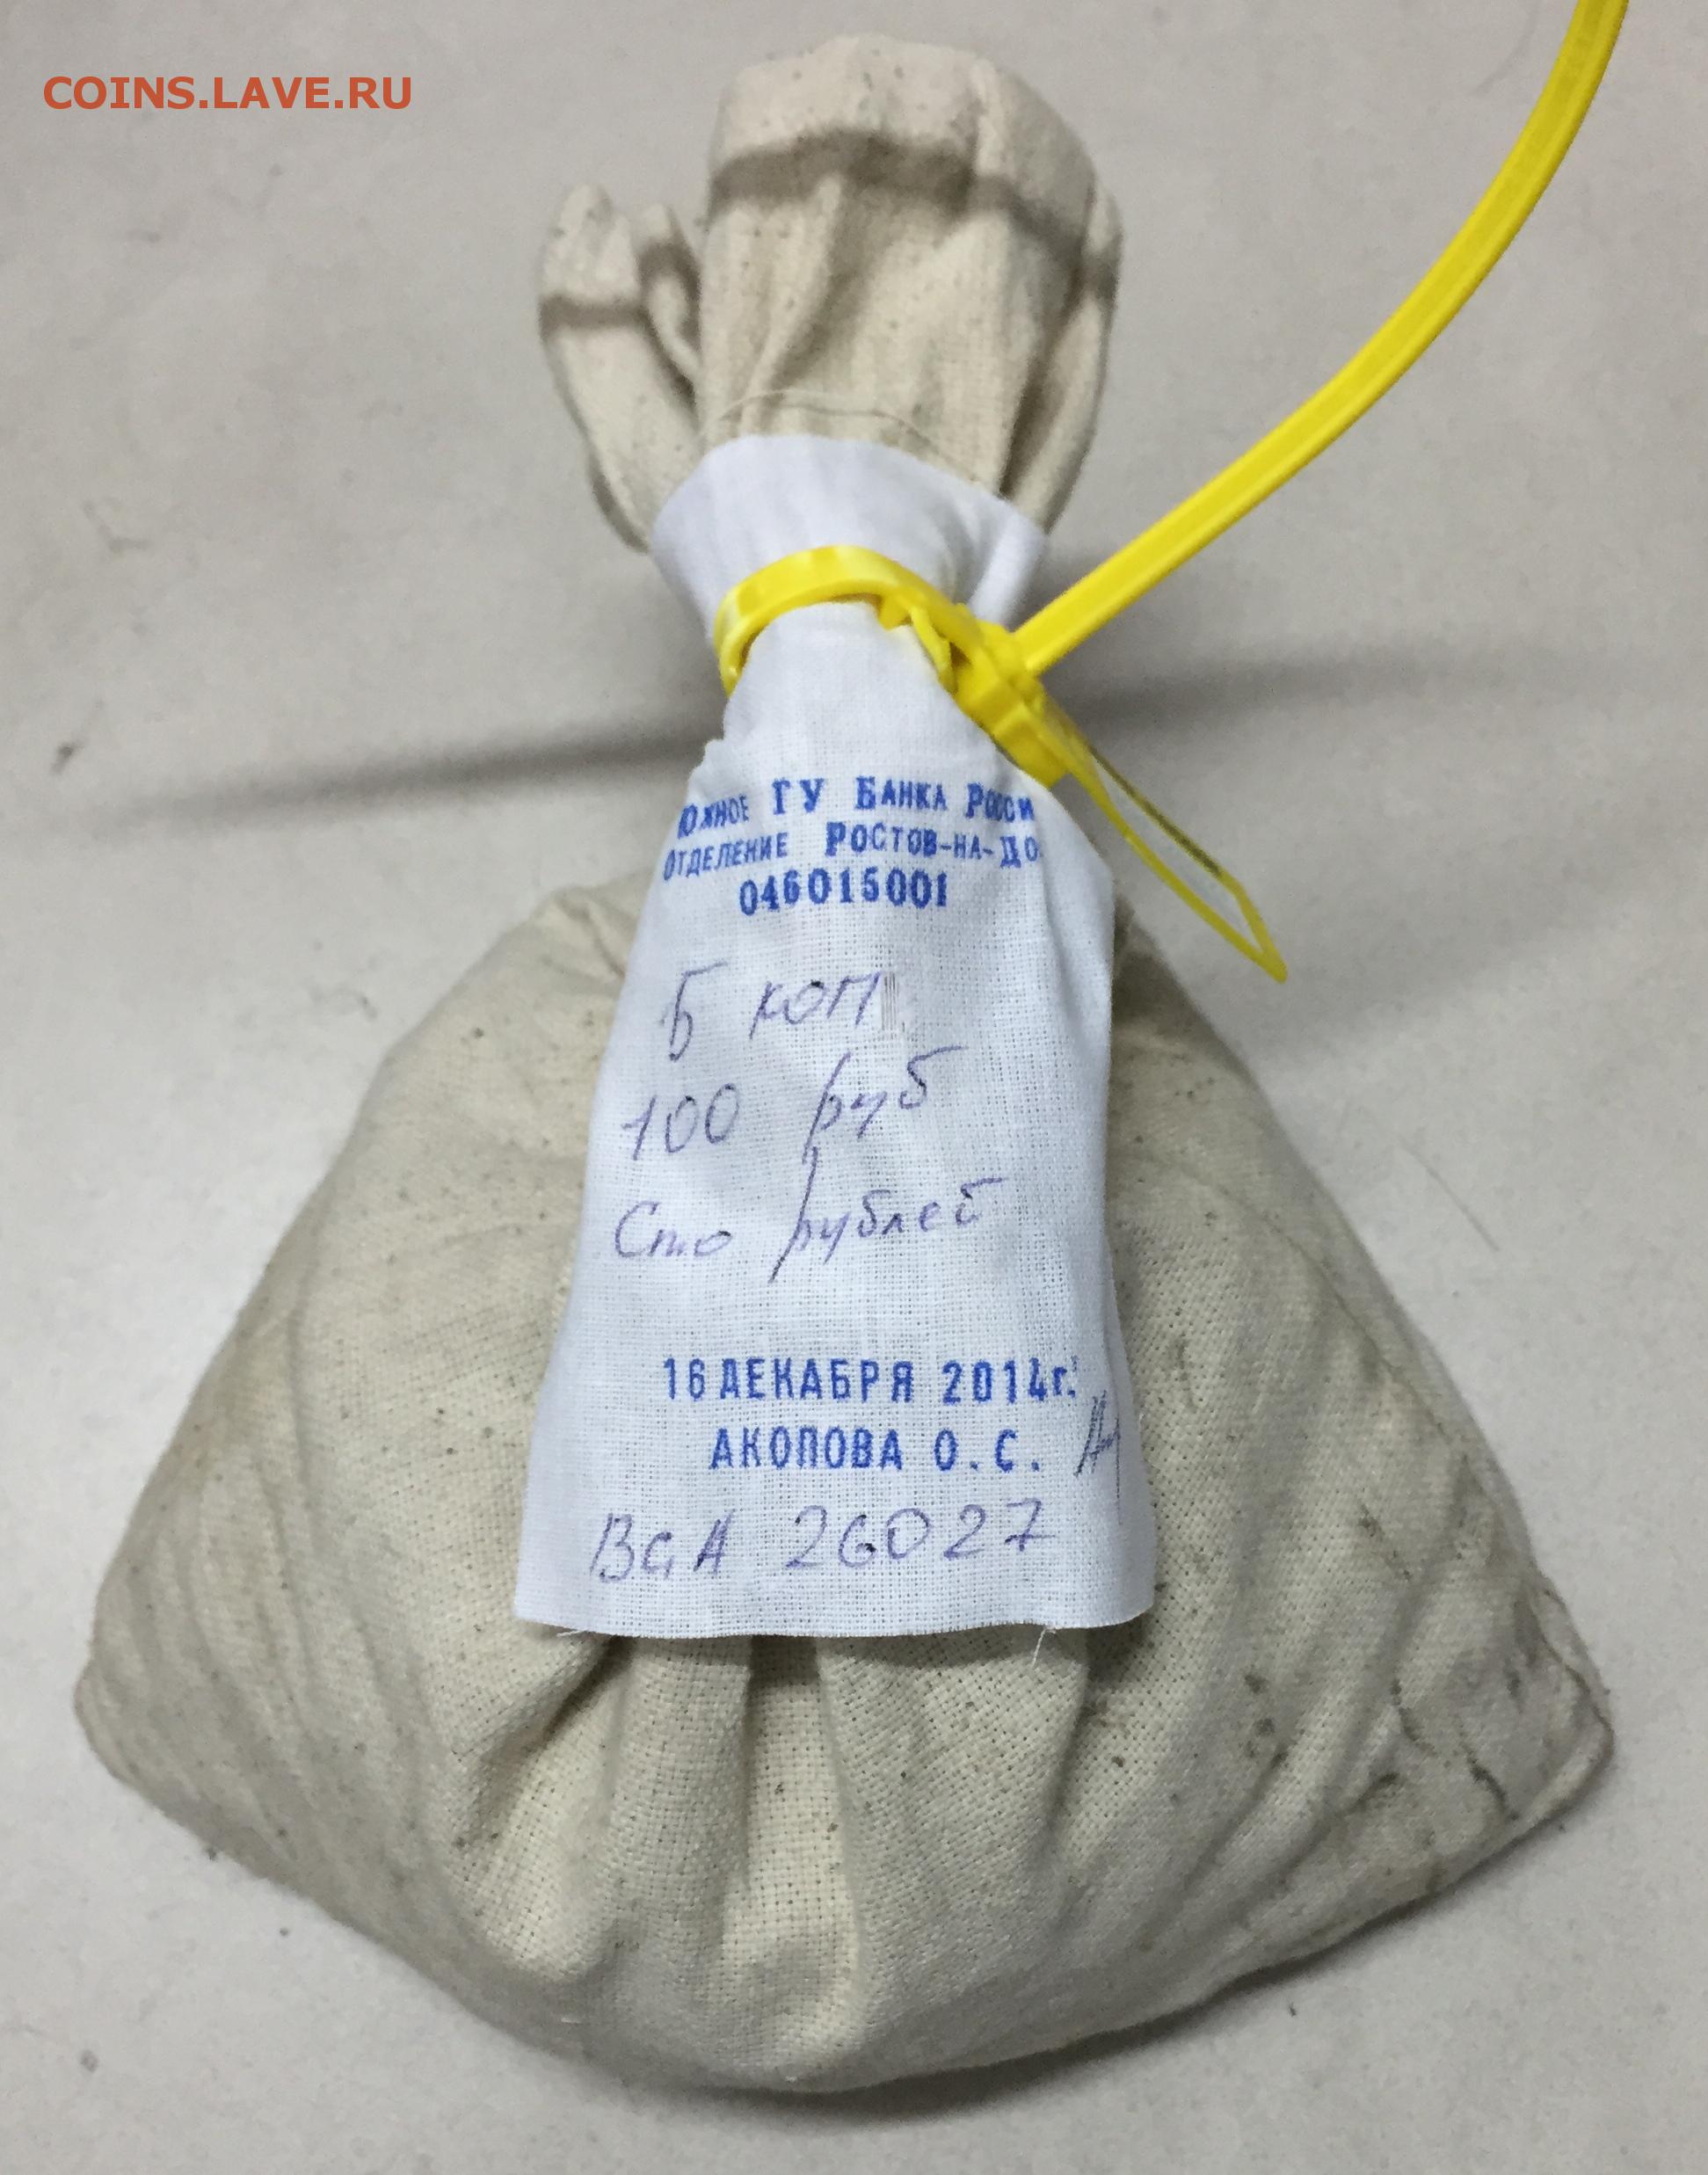 COINS.LAVE.RU
ЮЖНОЕ ГУ БАНКА РОССИ
ОТДЕЛЕНИЕ РОСТОВ-НА-ДО
046015001
5 коп
100 руб
Сто рублей
16 ДЕКАБРЯ 2014г.
АКОПОВА О.С.
26027